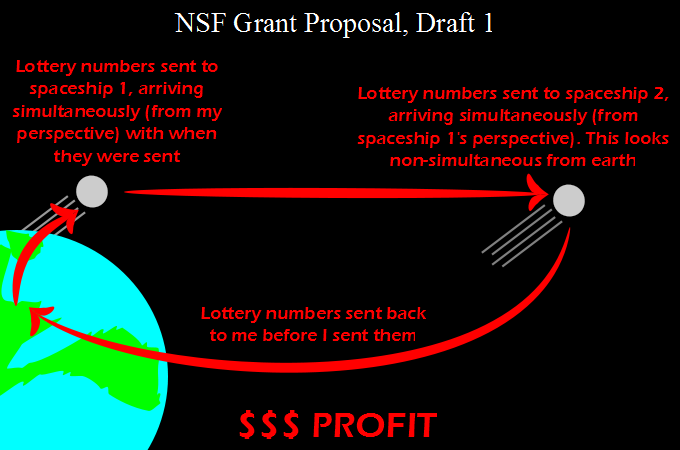 NSF Grant Proposal, Draft 1
Lottery numbers sent to
spaceship 1, arriving
simultaneously (from my
perspective) with when
they were sent
Lottery numbers sent to spaceship 2,
arriving simultaneously (from
spaceship 1's perspective). This looks
non-simultaneous from earth
Lottery numbers sent back
to me before I sent them
$$$ PROFIT